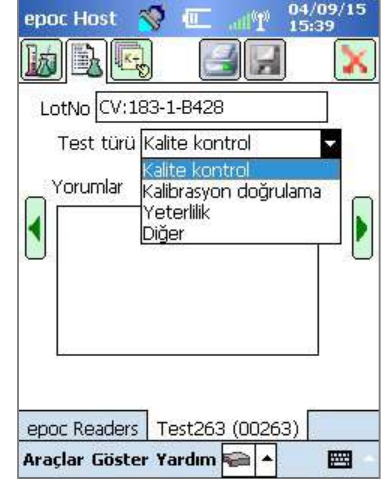 epoc Host 04/09/15
15:39
K+
LotNo CV:183-1-B428
Test türü Kalite kontrol
Kalite kontrol
Kalibrasyon doğrulama
Yeterlilik
Diğer
Yorumlar
epoc Readers Test263 (00263)
Araçlar Göster Yardım